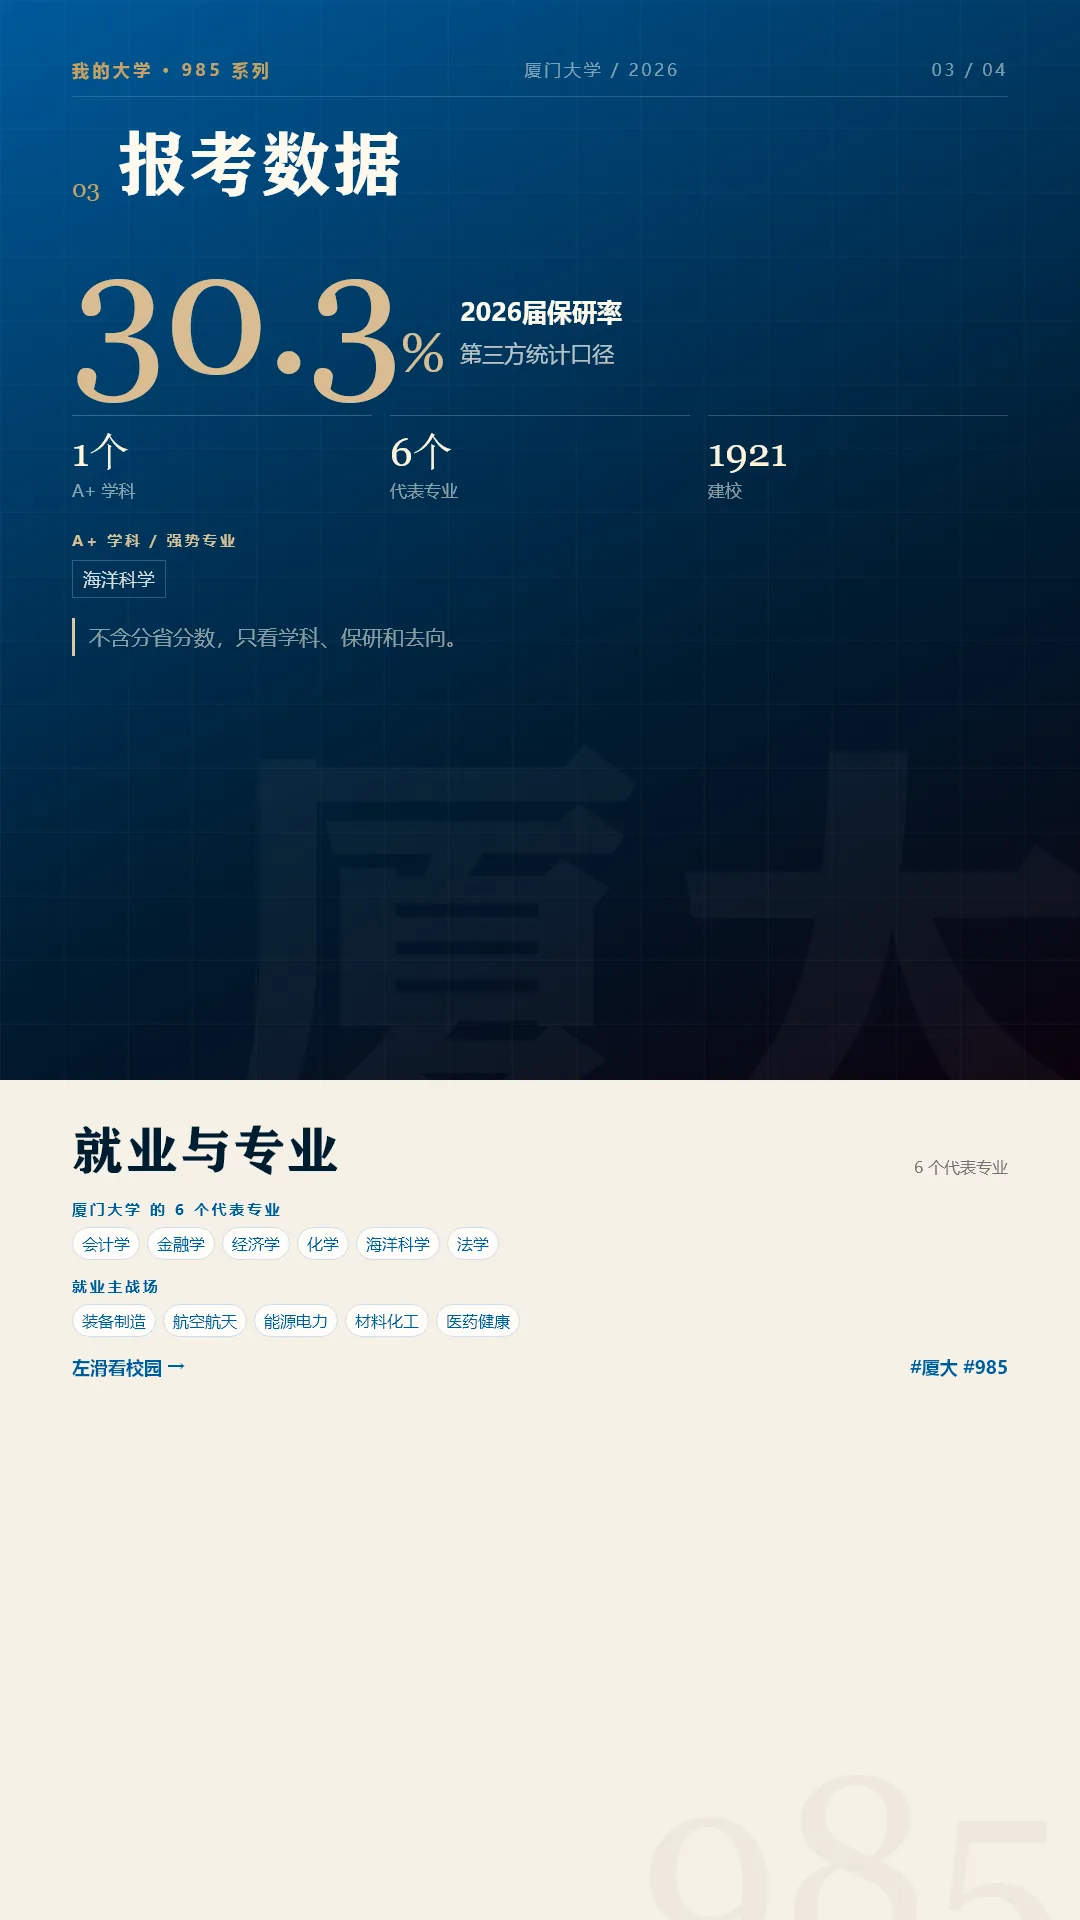 我的大学 · 985 系列
厦门大学 / 2026
03 / 04
03 报考数据
30.3%
2026届保研率
第三方统计口径
1个
A+ 学科
6个
代表专业
1921
建校
A+ 学科 / 强势专业
海洋科学
不含分省分数，只看学科、保研和去向。
厦大
就业与专业
6 个代表专业
厦门大学 的 6 个代表专业
会计学 金融学 经济学 化学 海洋科学 法学
就业主战场
装备制造 航空航天 能源电力 材料化工 医药健康
左滑看校园 →
#厦大 #985
985